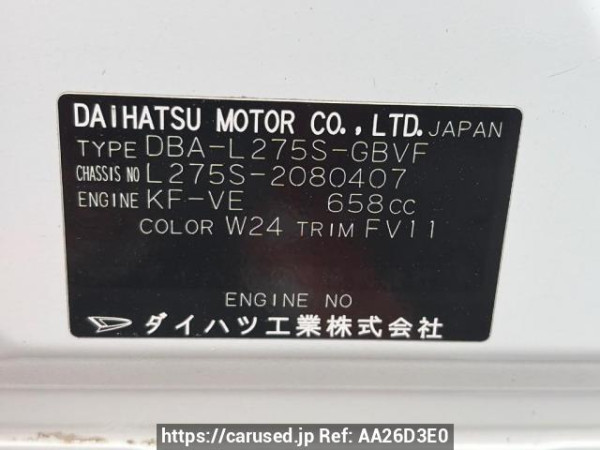 DAIHATSU MOTOR CO., LTD. JAPAN
TYPE DBA-L275S-GBVF
CHASSIS NO L275S-2080407
ENGINE KF-VE 658CC
COLOR W24 TRIM FV11
ENGINE NO
ダイハツ工業株式会社
https://carused.jp Ref: AA26D3E0